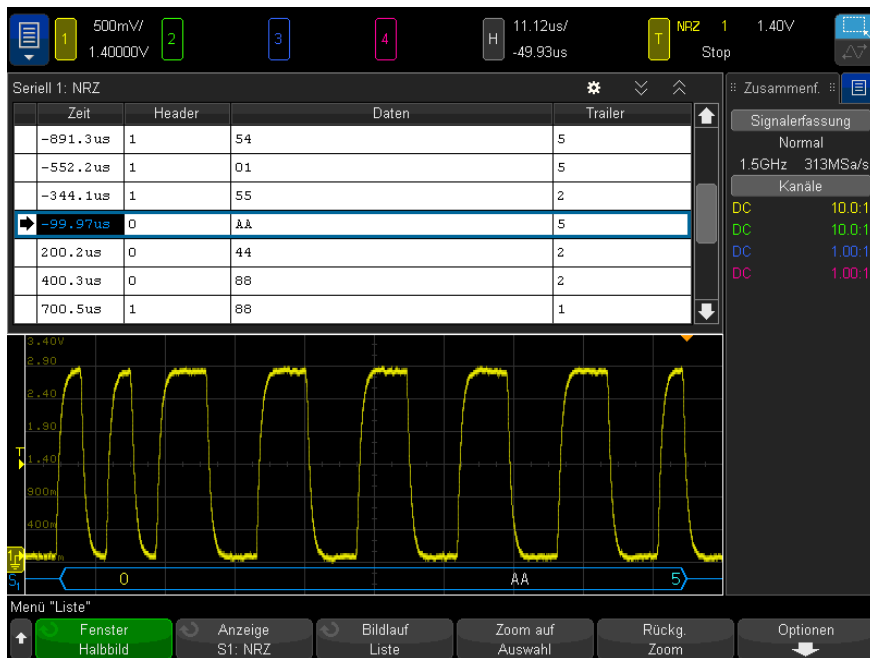 1 500mV/ 2 3 4 H 11.12us/ T NRZ 1 1.40V
1.40000V -49.93us Stop
Seriell 1: NRZ
Zusammenf.
Zeit Header Daten Trailer
-891.3us 1 54 5
-552.2us 1 01 5
-344.1us 1 55 2
-99.97us 0 AA 5
200.2us 0 44 2
400.3us 0 88 2
700.5us 1 88 1
Signalerfassung
Normal
1.5GHz 313MSa/s
Kanäle
DC 10.0:1
DC 10.0:1
DC 1.00:1
DC 1.00:1
3.40V
2.90
2.40
1.90
T
1.40
900m
400m
S1 0 AA 5
Menü "Liste"
Fenster Anzeige Bildlauf Zoom auf Rückg. Optionen
Halbbild S1: NRZ Liste Auswahl Zoom